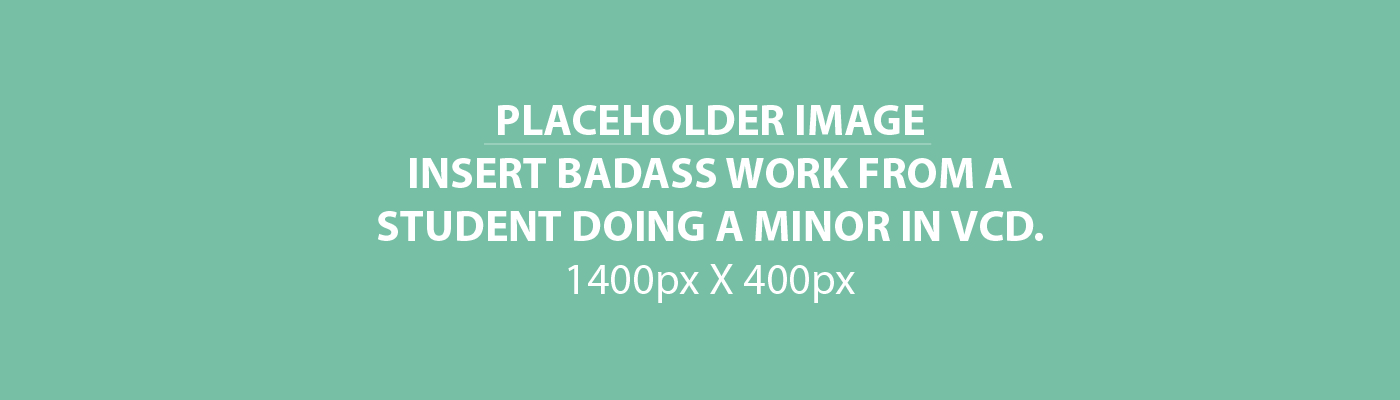 PLACEHOLDER IMAGE
INSERT BADASS WORK FROM A
STUDENT DOING A MINOR IN VCD.
1400px X 400px